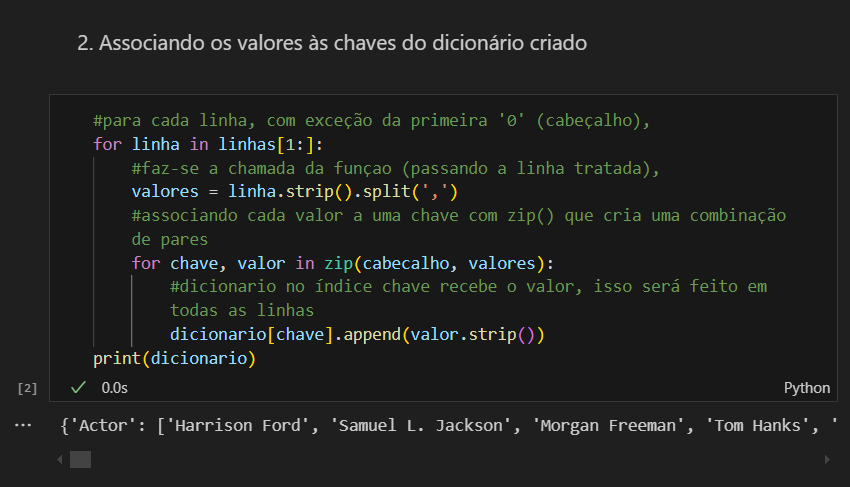 2. Associando os valores às chaves do dicionário criado
#para cada linha, com exceção da primeira '0' (cabeçalho),
for linha in linhas[1:]:
#faz-se a chamada da funçao (passando a linha tratada),
valores = linha.strip().split(',')
#associando cada valor a uma chave com zip() que cria uma combinação
de pares
for chave, valor in zip(cabecalho, valores):
#dicionario no índice chave recebe o valor, isso será feito em
todas as linhas
dicionario[chave].append(valor.strip())
print(dicionario)
[2]
0.0s
Python
... {'Actor': ['Harrison Ford', 'Samuel L. Jackson', 'Morgan Freeman', 'Tom Hanks', '